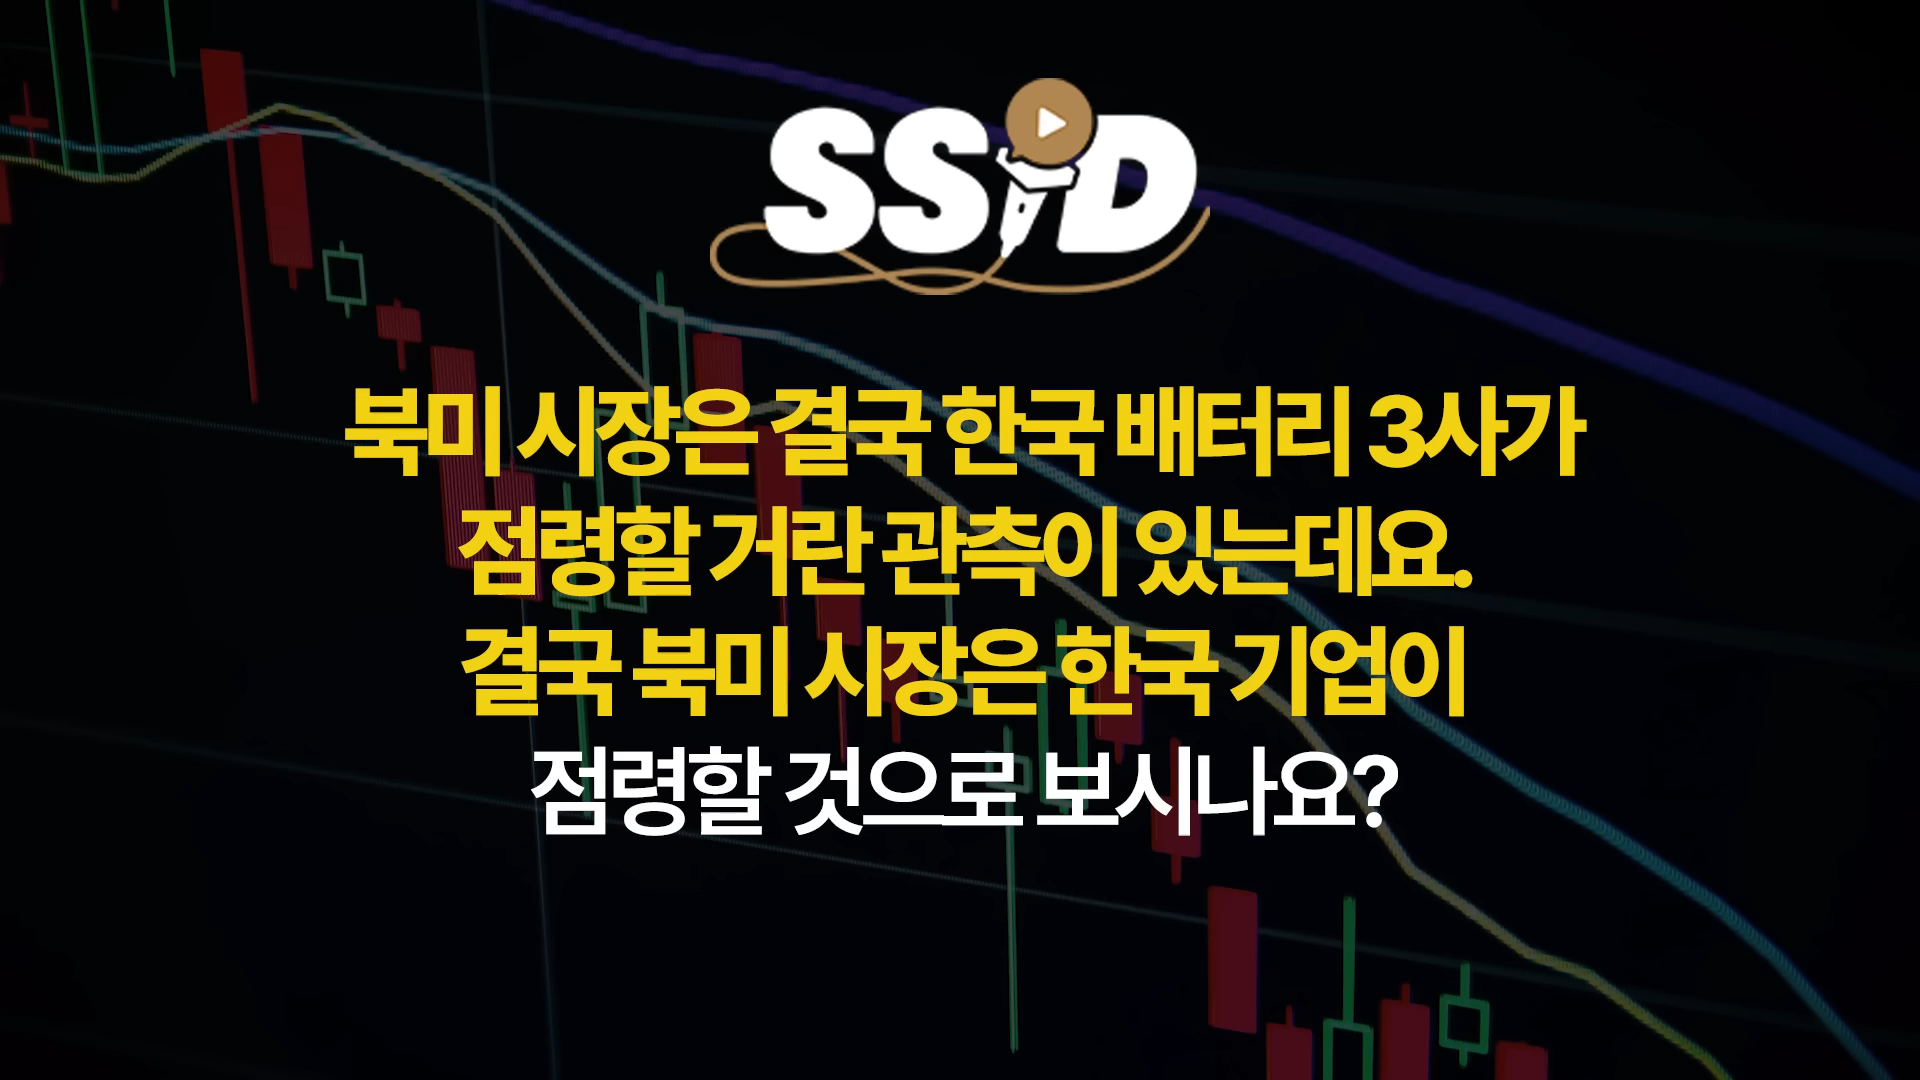 SSiD
북미 시장은 결국 한국 배터리 3사가
점령할 거란 관측이 있는데요.
결국 북미 시장은 한국 기업이
점령할 것으로 보시나요?